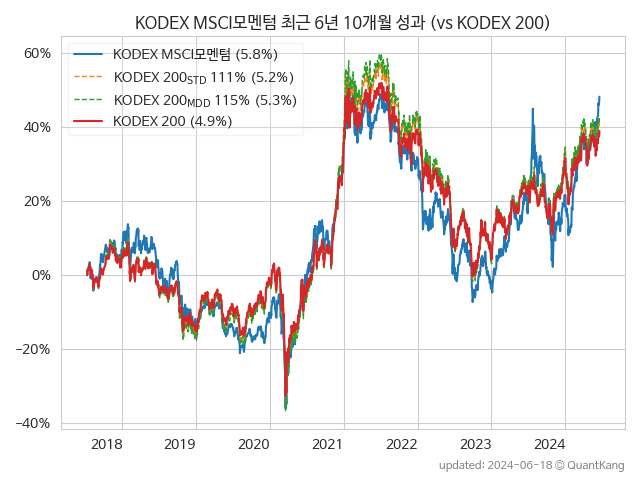 KODEX MSCI모멘텀 최근 6년 10개월 성과 (vs KODEX 200)
60%
40%
20%
0%
−20%
−40%
KODEX MSCI모멘텀 (5.8%)
KODEX 200STD 111% (5.2%)
KODEX 200MDD 115% (5.3%)
KODEX 200 (4.9%)
2018 2019 2020 2021 2022 2023 2024
updated: 2024-06-18 © QuantKang